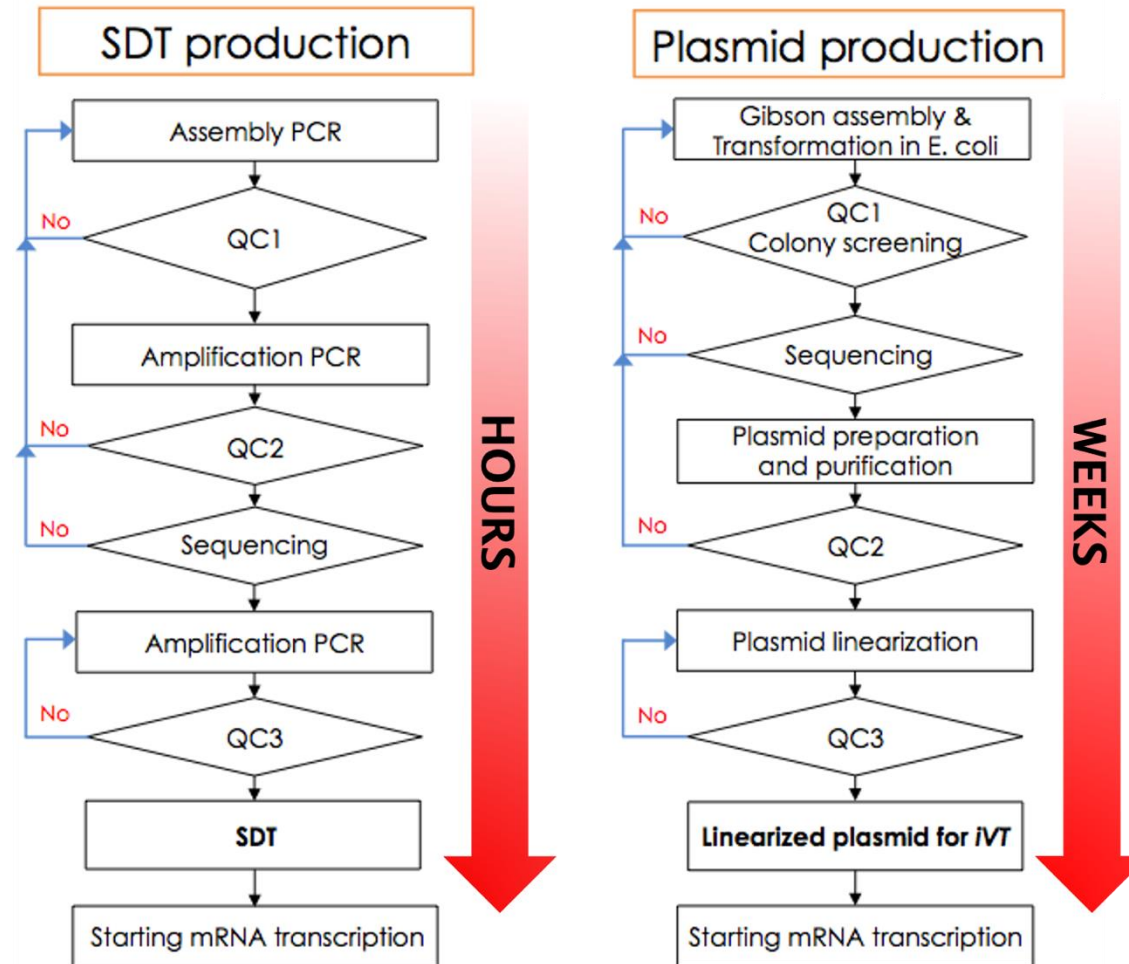 SDT production
Assembly PCR
No
QC1
Amplification PCR
No
QC2
No
Sequencing
Amplification PCR
No
QC3
SDT
Starting mRNA transcription
HOURS
Plasmid production
Gibson assembly &
Transformation in E. coli
No
QC1
Colony screening
No
Sequencing
Plasmid preparation
and purification
No
QC2
Plasmid linearization
No
QC3
Linearized plasmid for iVT
Starting mRNA transcription
WEEKS